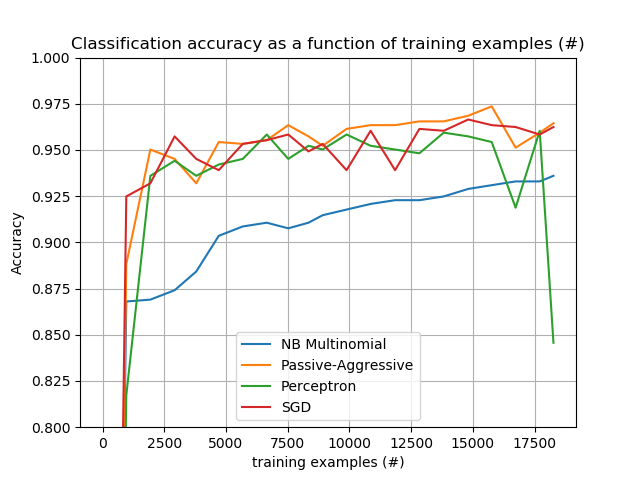 Classification accuracy as a function of training examples (#)
1.000
0.975
0.950
0.925
0.900
0.875
0.850
0.825
0.800
Accuracy
NB Multinomial
Passive-Aggressive
Perceptron
SGD
0 2500 5000 7500 10000 12500 15000 17500
training examples (#)